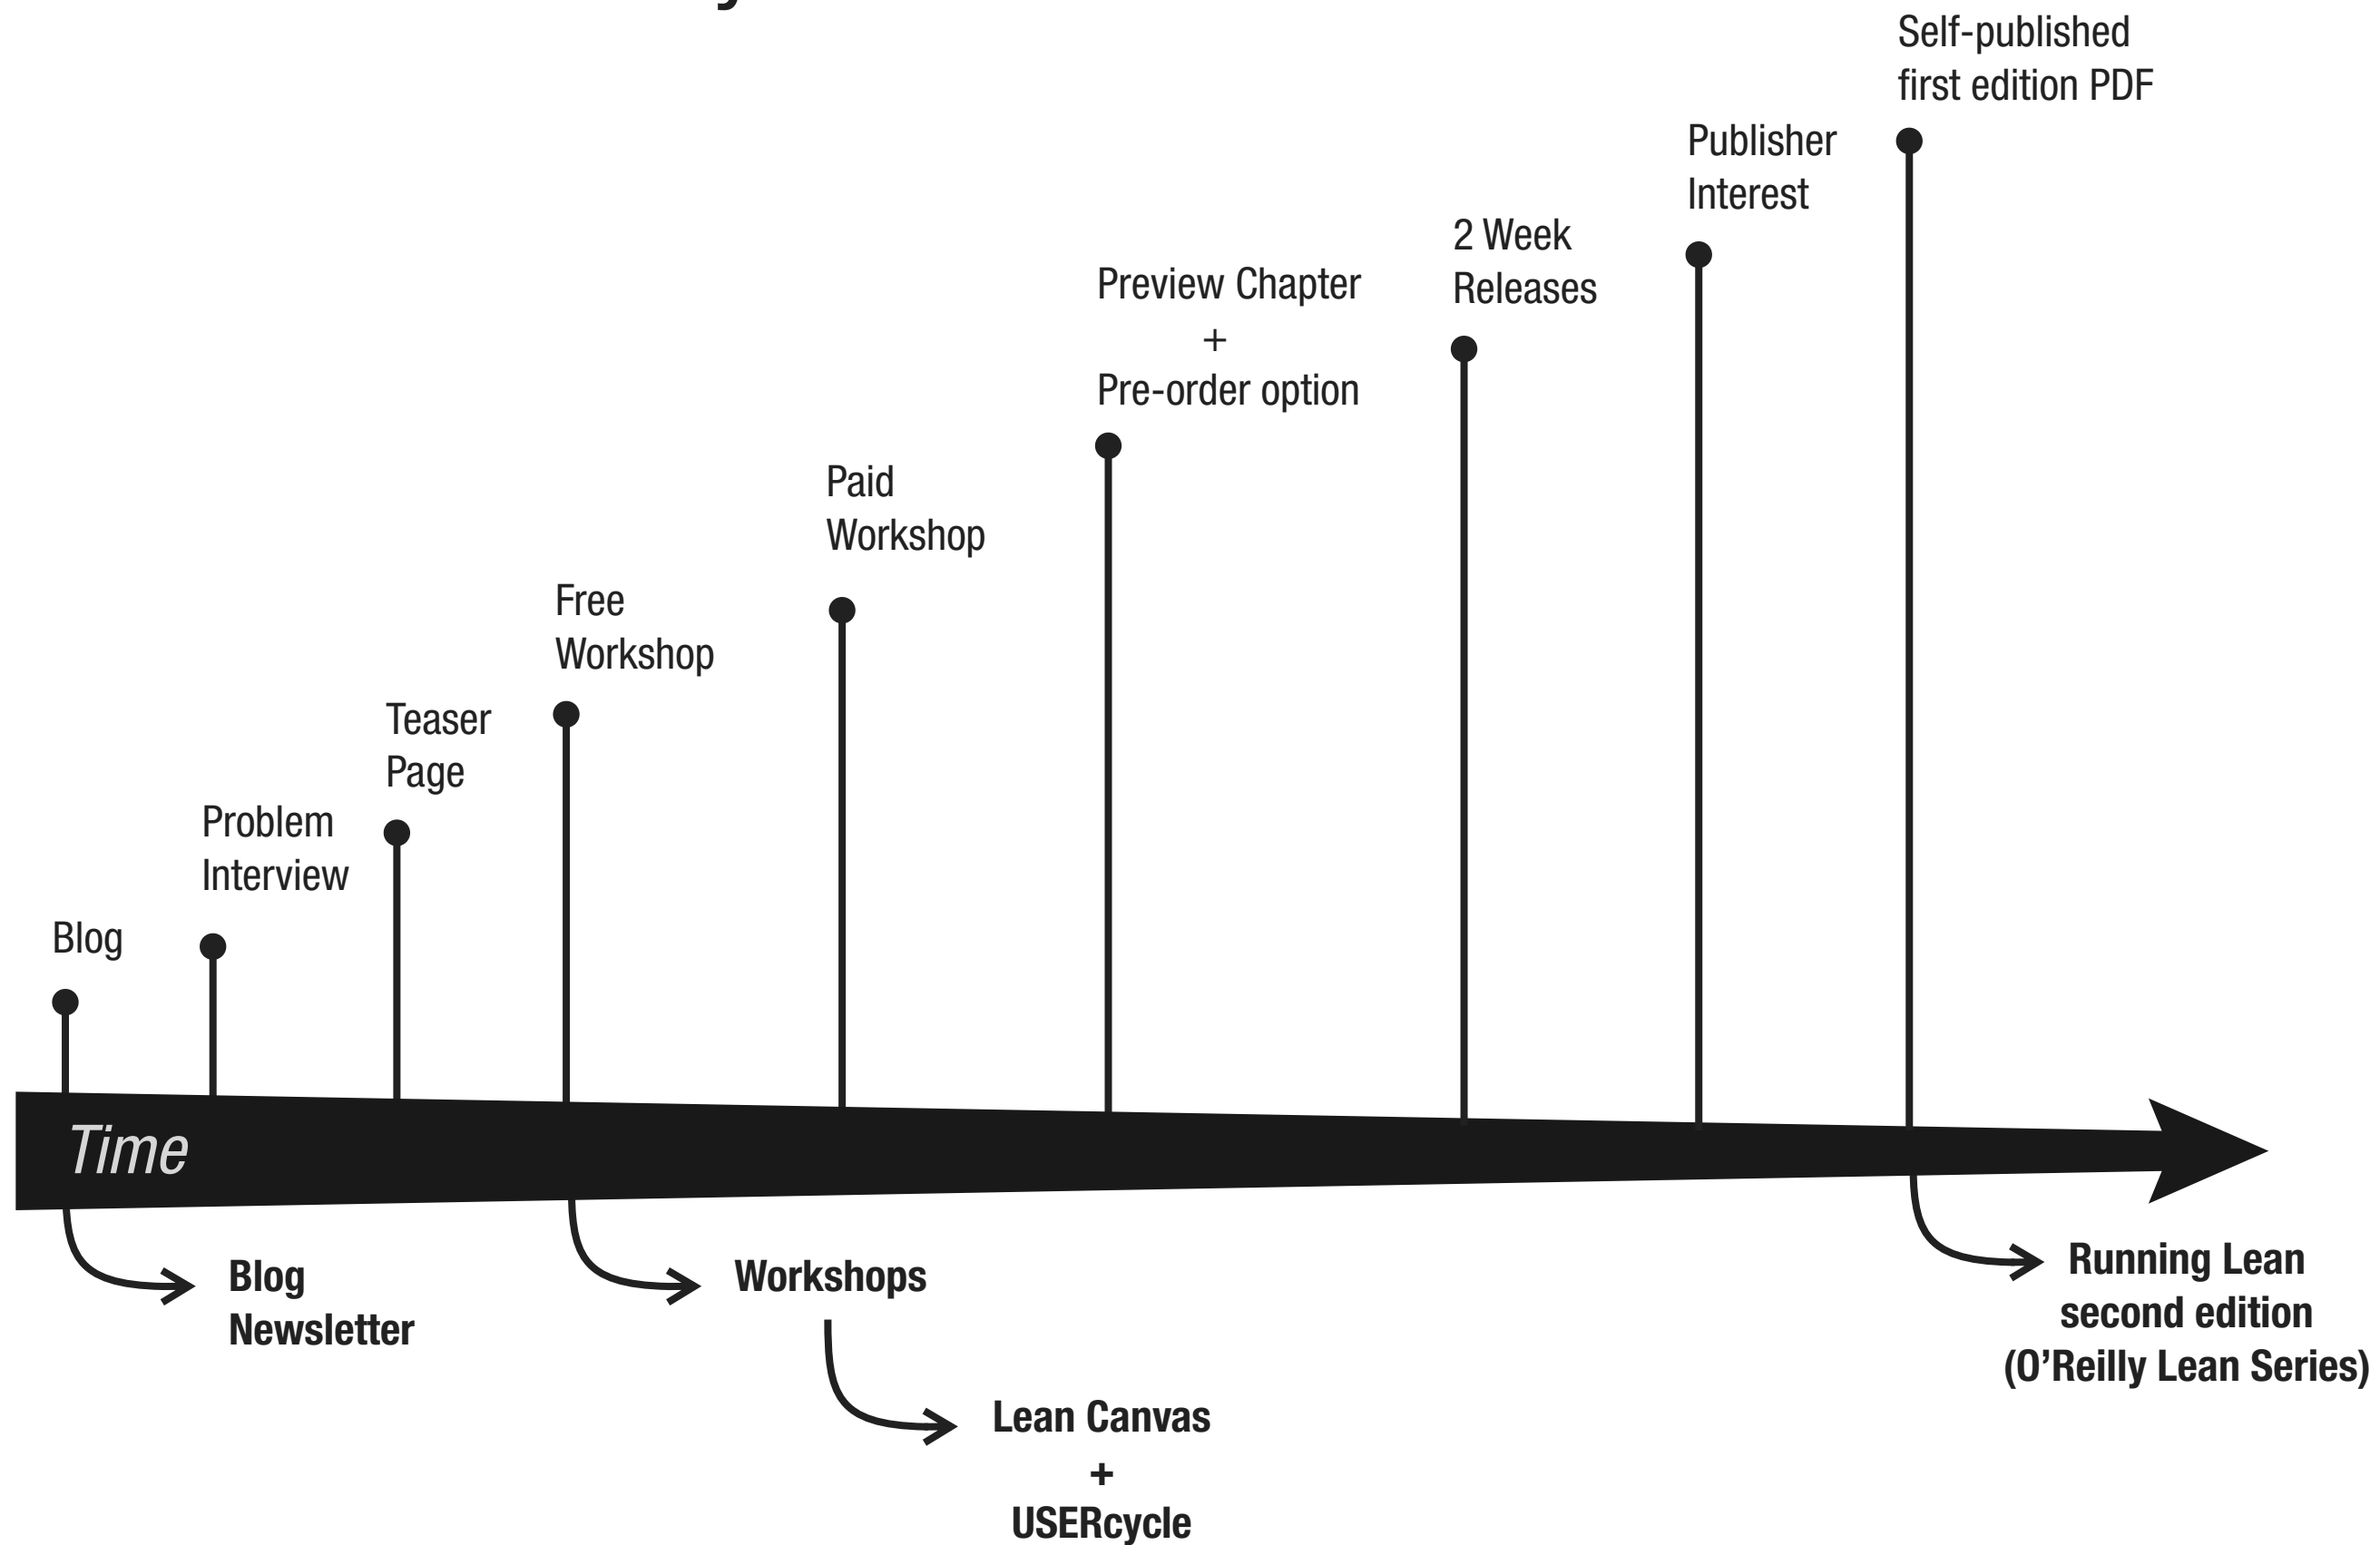 Blog
Problem
Interview
Teaser
Page
Free
Workshop
Paid
Workshop
Preview Chapter
+
Pre-order option
2 Week
Releases
Publisher
Interest
Self-published
first edition PDF
Time
Blog
Newsletter
Workshops
Lean Canvas
+
USERcycle
Running Lean
second edition
(O’Reilly Lean Series)